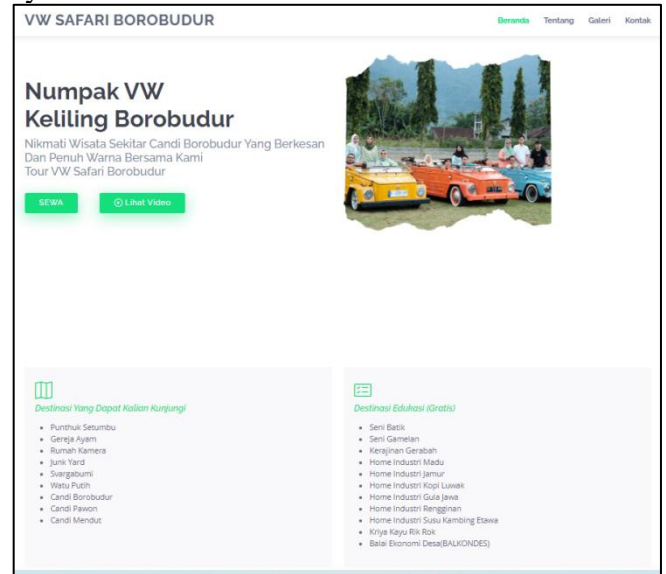 VW SAFARI BOROBUDUR
Beranda Tentang Galeri Kontak
Numpak VW
Keliling Borobudur
Nikmati Wisata Sekitar Candi Borobudur Yang Berkesan
Dan Penuh Warna Bersama Kami
Tour VW Safari Borobudur
SEWA
Lihat Video
Destinasi Yang Dapat Kalian Kunjungi
Punthuk Setumbu
Gereja Ayam
Rumah Kamera
Junk Yard
Svargabumi
Watu Putih
Candi Borobudur
Candi Pawon
Candi Mendut
Destinasi Edukasi (Gratis)
Seni Batik
Seni Gamelan
Kerajinan Gerabah
Home Industri Madu
Home Industri Jamur
Home Industri Kopi Luwak
Home Industri Gula Jawa
Home Industri Rengginan
Home Industri Susu Kambing Etawa
Kriya Kayu Rik Rok
Balai Ekonomi Desa(BALKONDES)